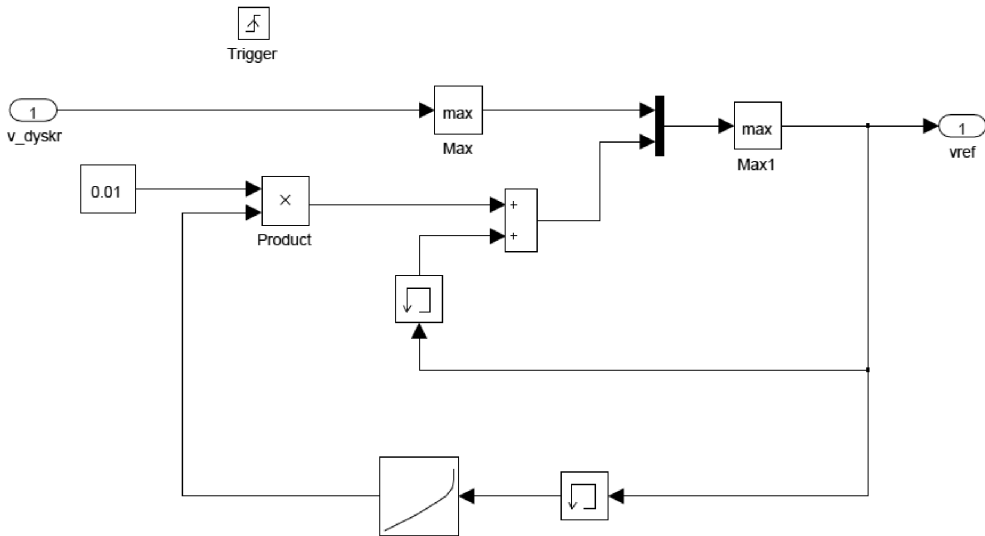 Trigger
1
v_dyskr
max
Max
max
Max1
1
vref
0.01
×
Product
+
+